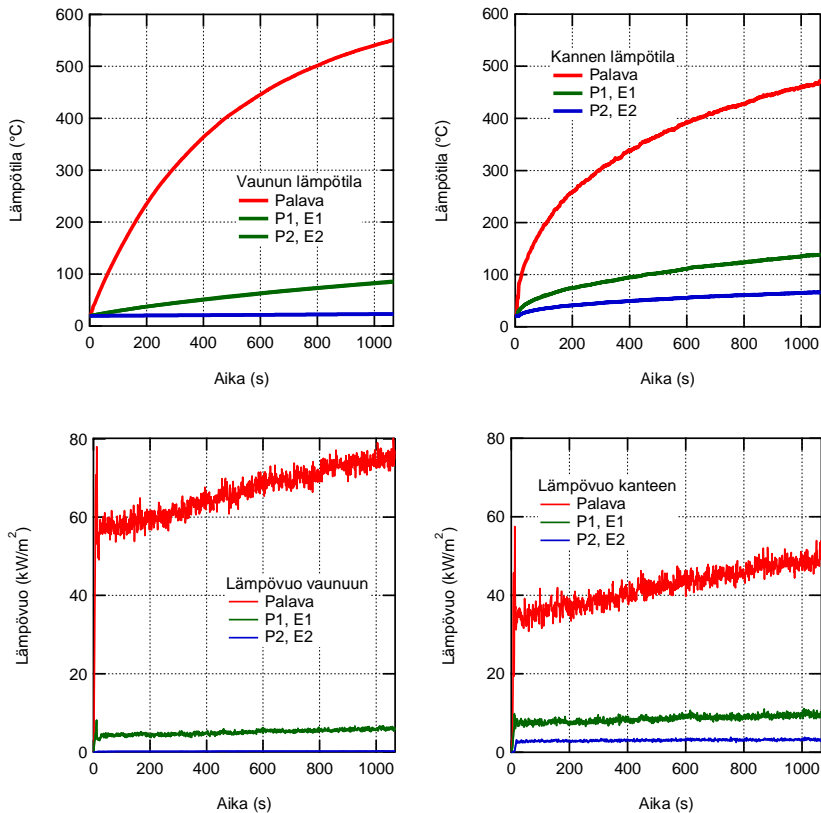 600
500
400
300
200
100
0
Lämpötila (°C)
Vaunun lämpötila
Palava
P1, E1
P2, E2
0
200
400
600
800
1000
Aika (s)
600
500
400
300
200
100
0
Lämpötila (°C)
Kannen lämpötila
Palava
P1, E1
P2, E2
0
200
400
600
800
1000
Aika (s)
80
60
40
20
0
Lämpövuo (kW/m²)
Lämpövuo vaunuun
Palava
P1, E1
P2, E2
0
200
400
600
800
1000
Aika (s)
80
60
40
20
0
Lämpövuo (kW/m²)
Lämpövuo kanteen
Palava
P1, E1
P2, E2
0
200
400
600
800
1000
Aika (s)